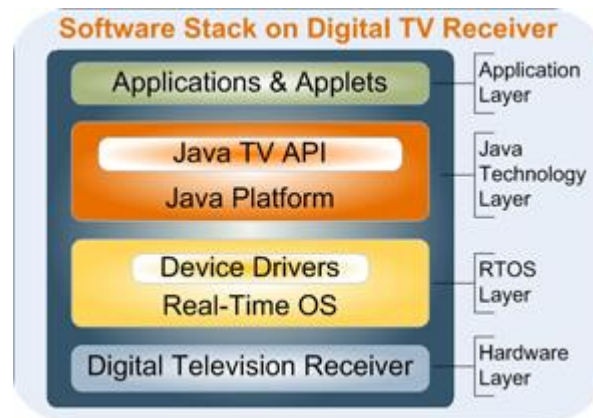 Software Stack on Digital TV Receiver
Applications & Applets
Application
Layer
Java TV API
Java Platform
Java
Technology
Layer
Device Drivers
Real-Time OS
RTOS
Layer
Digital Television Receiver
Hardware
Layer